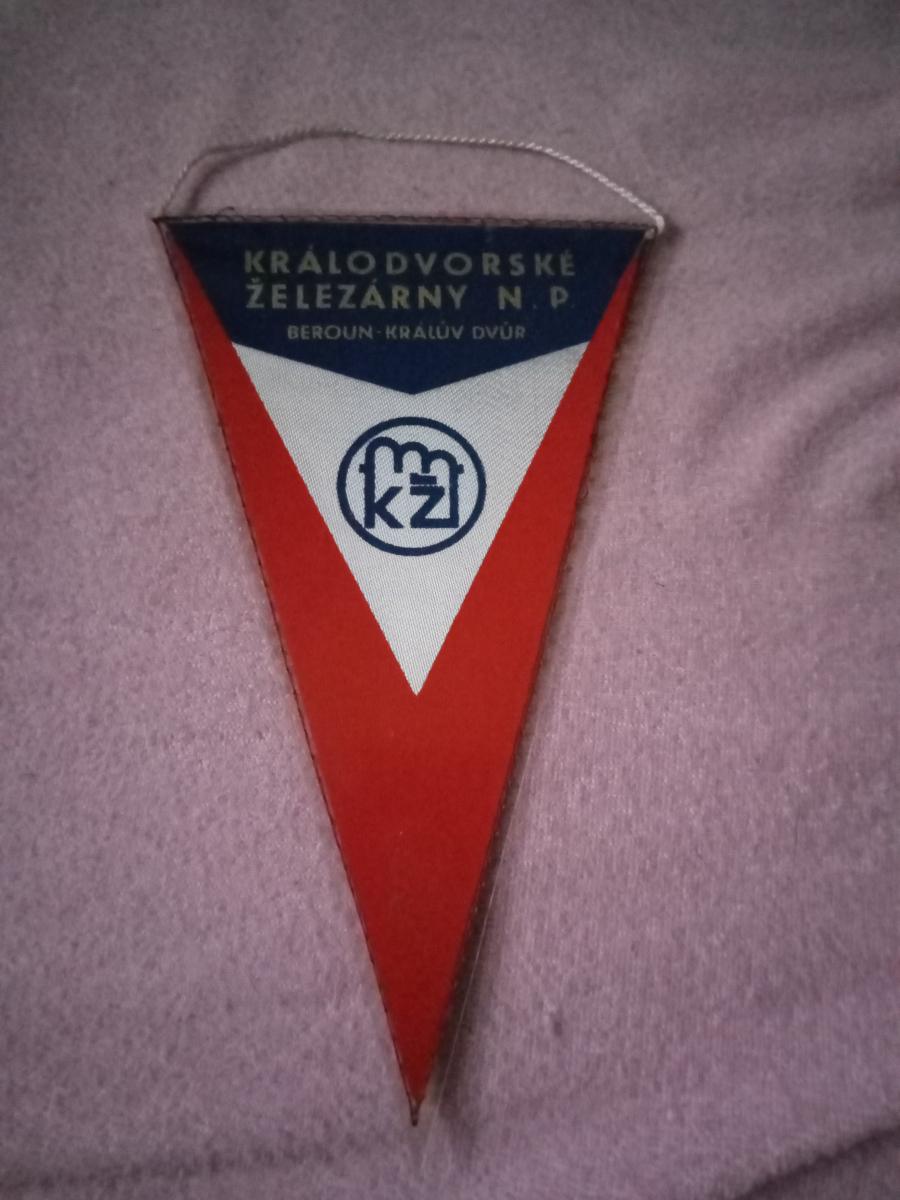 KRÁLODVORSKÉ
ŽELEZÁRNY N. P.
BEROUN-KRÁLŮV DVŮR
KŽ